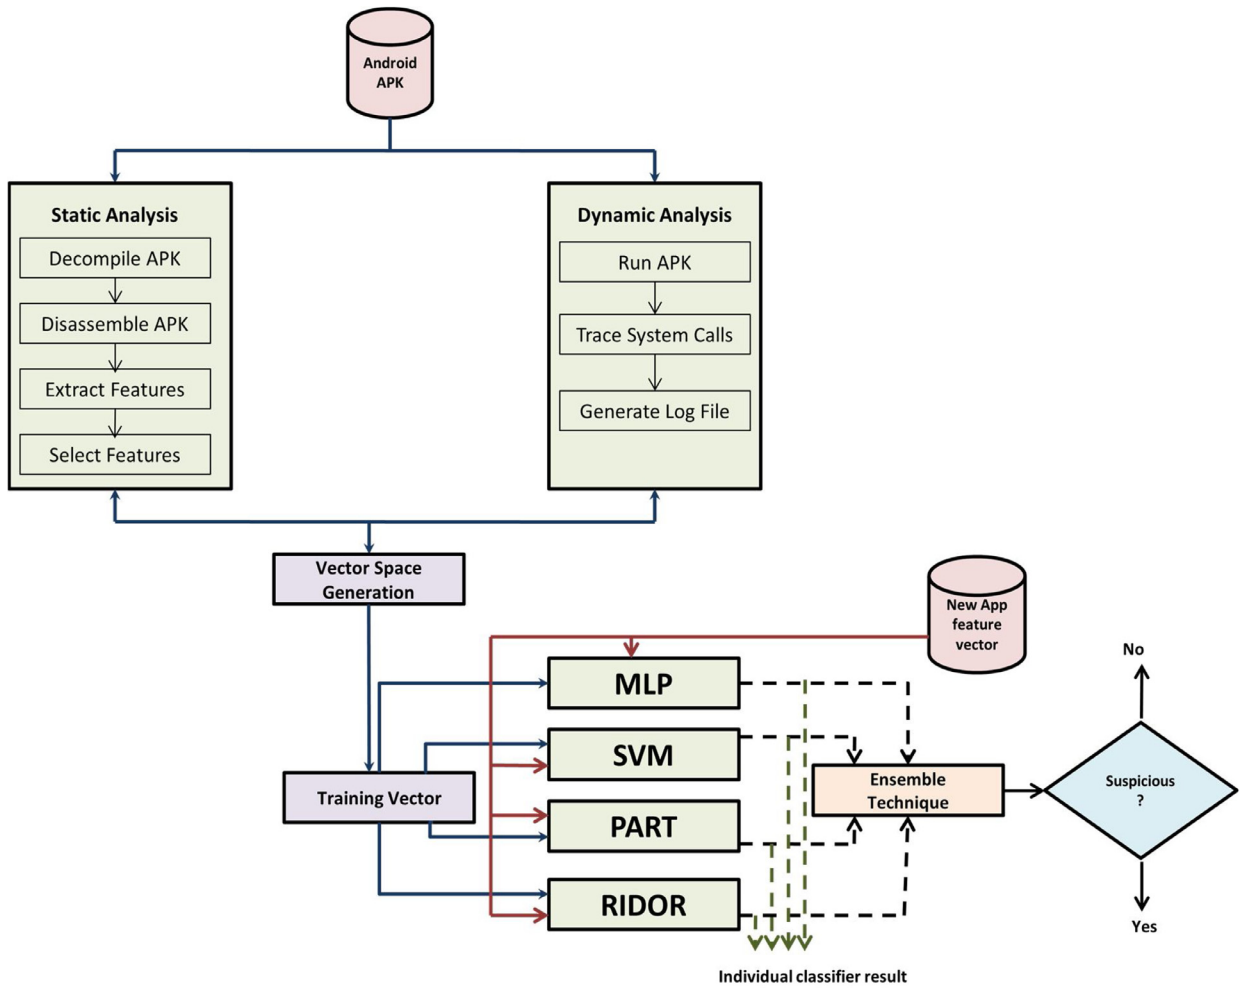 Android
APK
Static Analysis
Decompile APK
Disassemble APK
Extract Features
Select Features
Dynamic Analysis
Run APK
Trace System Calls
Generate Log File
Vector Space
Generation
New App
feature
vector
Training Vector
MLP
SVM
PART
RIDOR
Ensemble
Technique
No
Suspicious
?
Yes
Individual classifier result